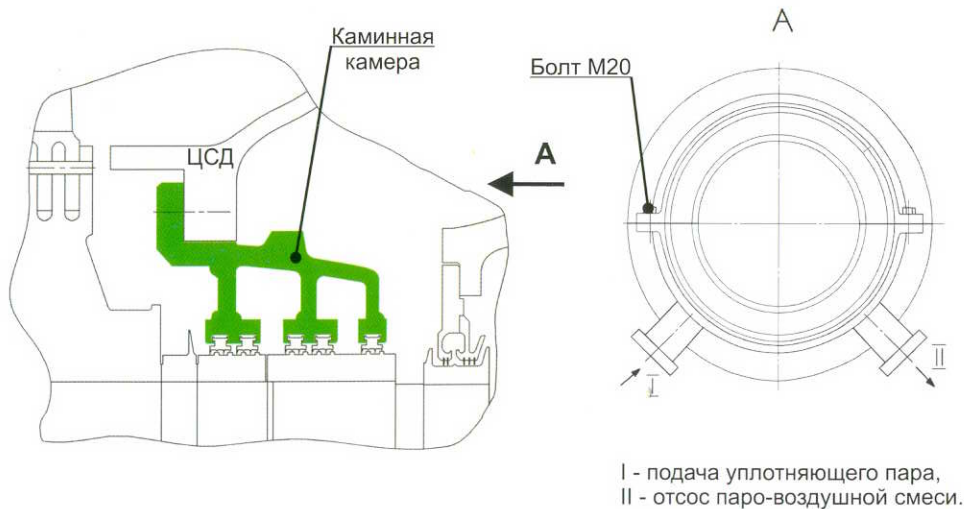 Каминная
камера
ЦСД
А
А
Болт М20
I
II
I - подача уплотняющего пара,
II - отсос паро-воздушной смеси.